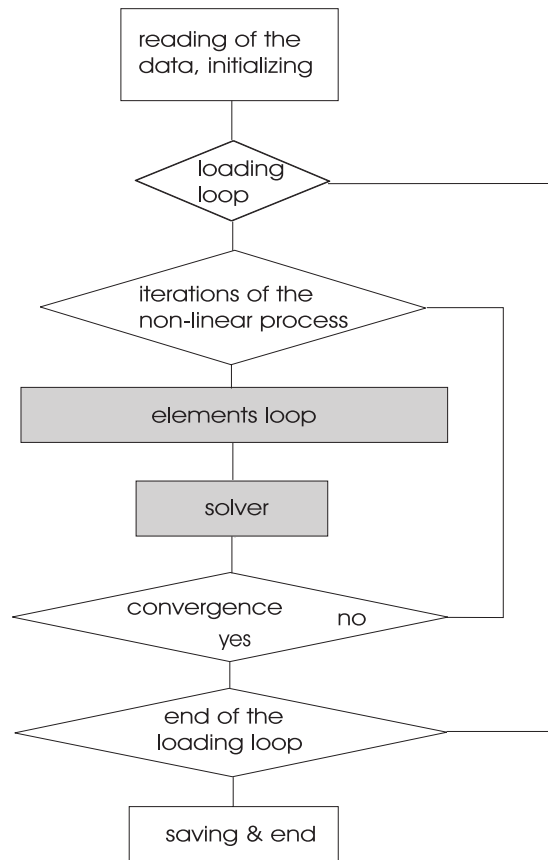 reading of the
data, initializing
loading
loop
iterations of the
non-linear process
elements loop
solver
convergence
no
yes
end of the
loading loop
saving & end